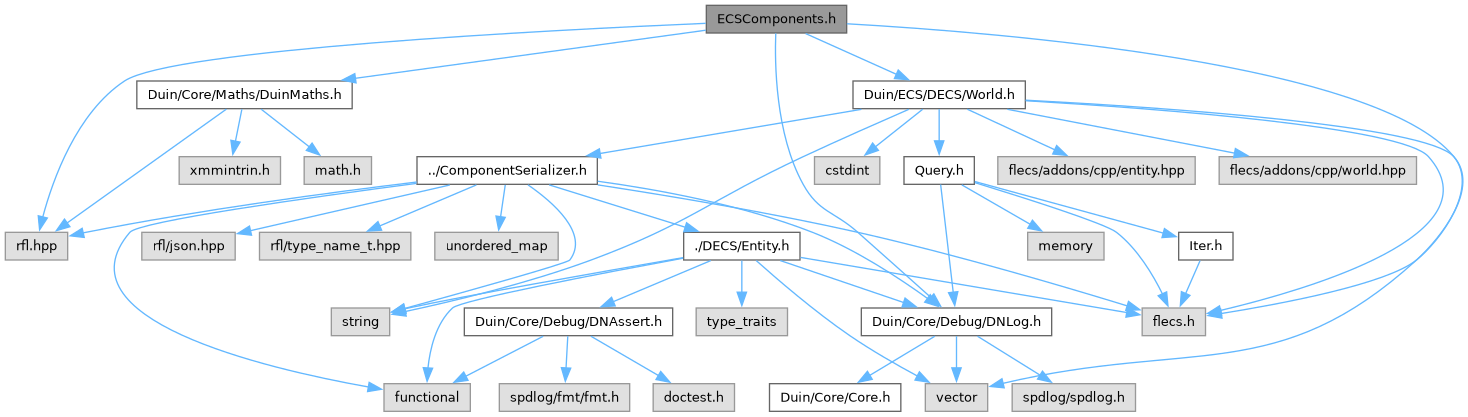 ECSComponents.h
Duin/Core/Maths/DuinMaths.h
Duin/ECS/DECS/World.h
xmmintrin.h
math.h
../ComponentSerializer.h
cstdint
Query.h
flecs/addons/cpp/entity.hpp
flecs/addons/cpp/world.hpp
rfl.hpp
rfl/json.hpp
rfl/type_name_t.hpp
unordered_map
./DECS/Entity.h
memory
Iter.h
string
Duin/Core/Debug/DNAssert.h
type_traits
Duin/Core/Debug/DNLog.h
flecs.h
functional
spdlog/fmt/fmt.h
doctest.h
Duin/Core/Core.h
vector
spdlog/spdlog.h